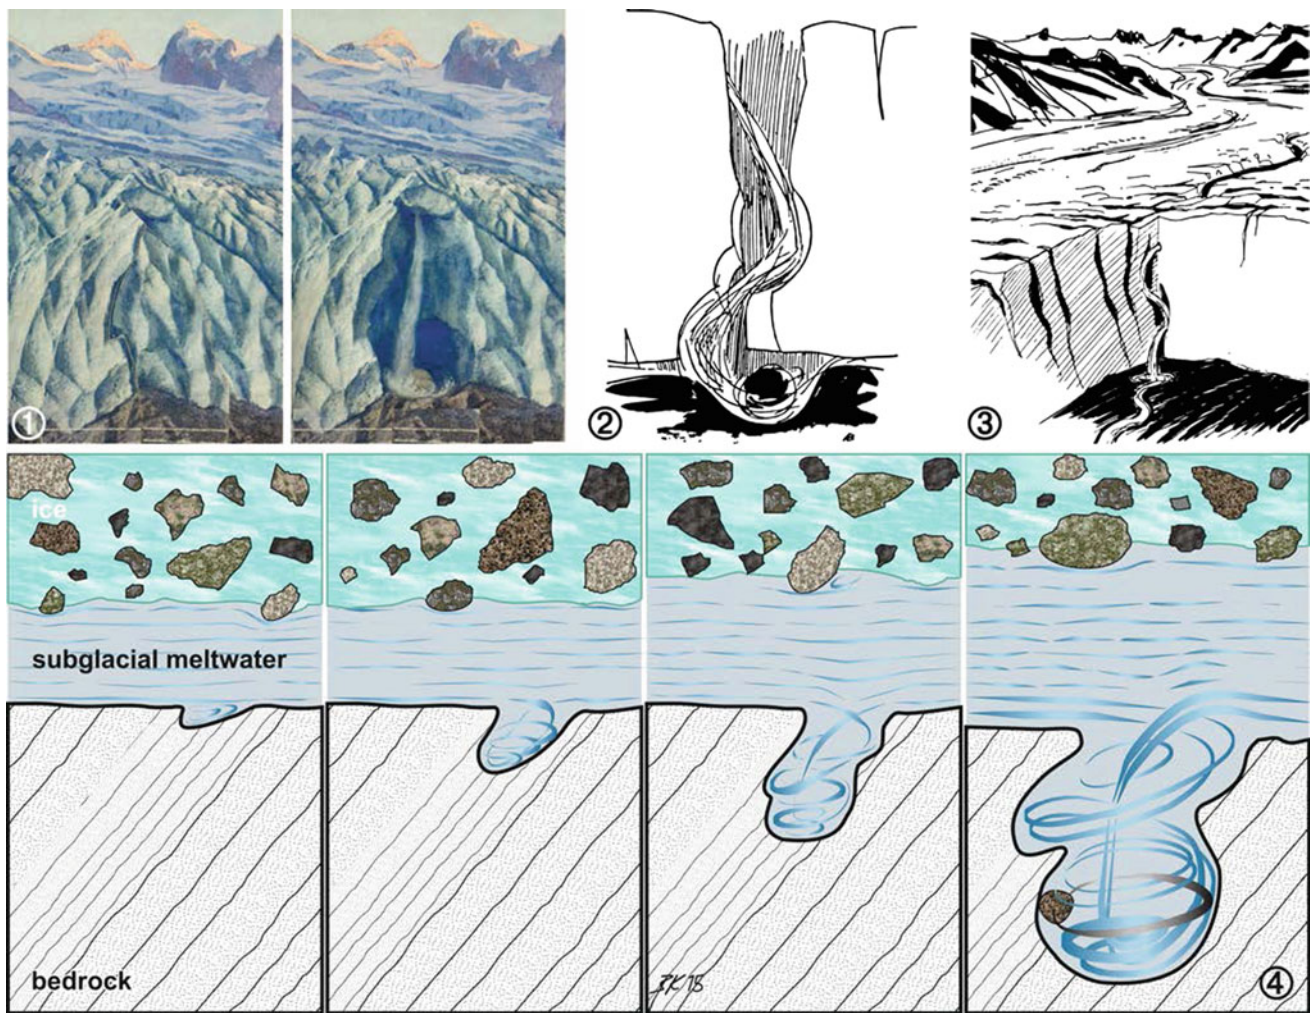 ①
②
③
ice
subglacial meltwater
bedrock
④